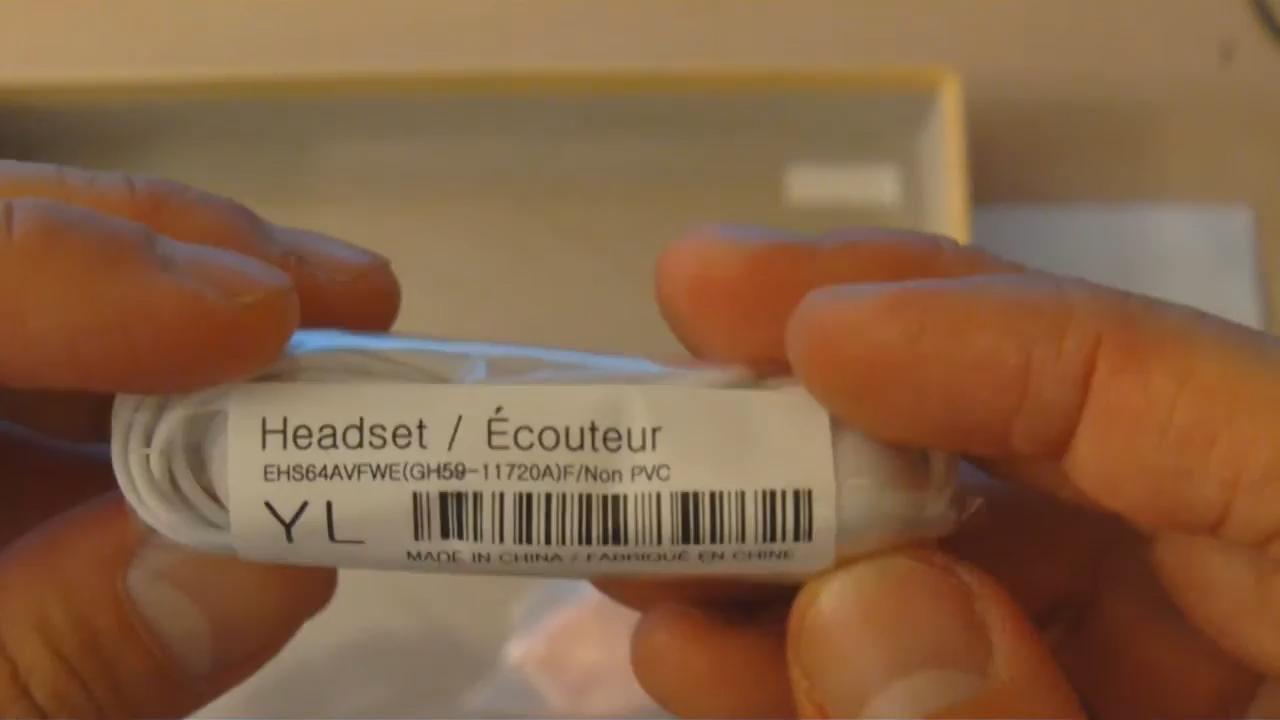 Headset / Écouteur
EHS64AVFWE(GH59-11720A)F/Non PVC
YL
MADE IN CHINA / FABRIQUÉ EN CHINE